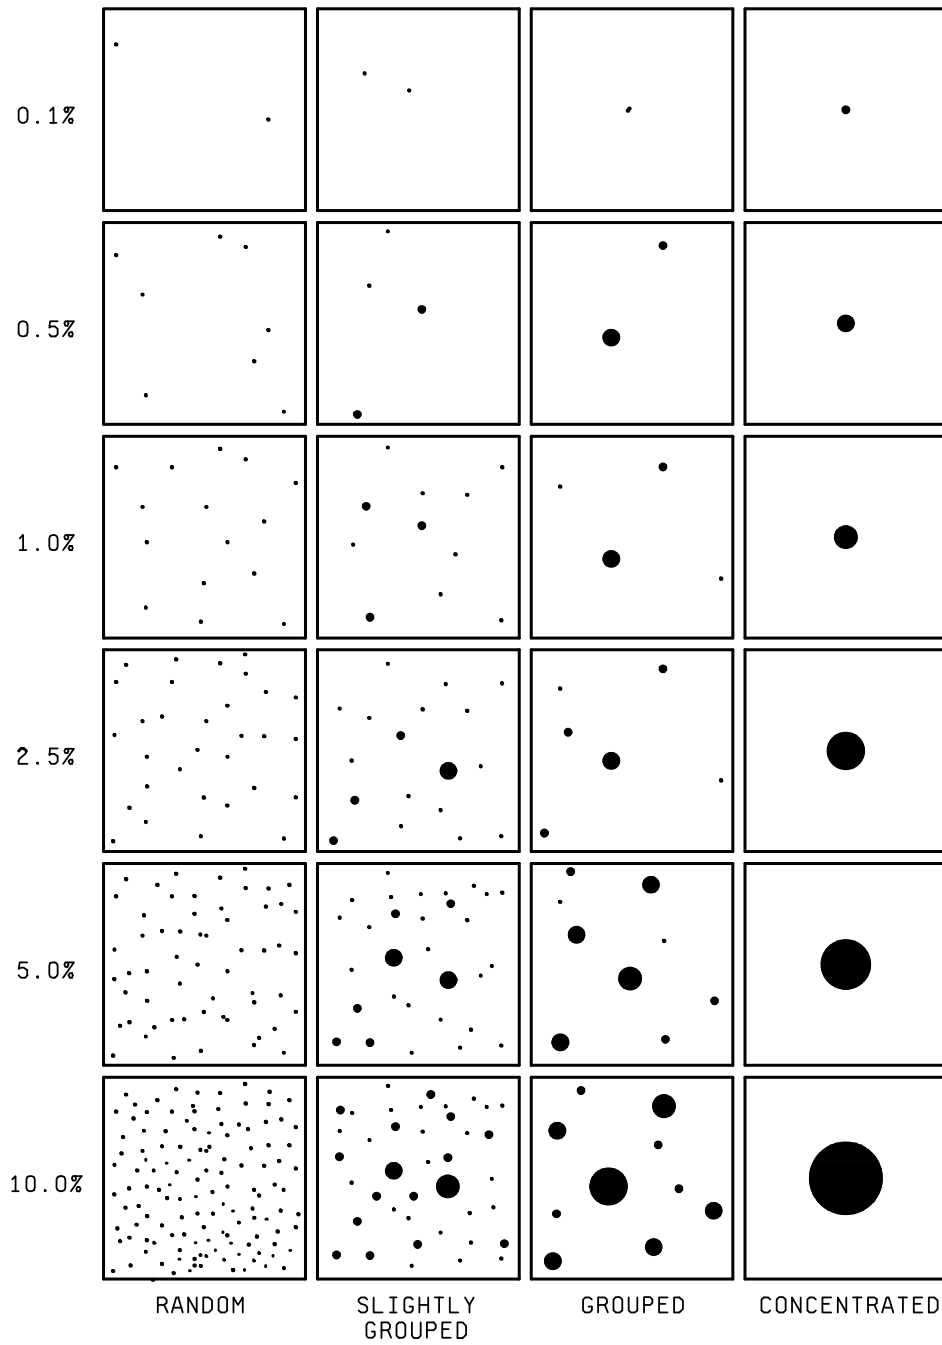 0.1%
0.5%
1.0%
2.5%
5.0%
10.0%
RANDOM
SLIGHTLY
GROUPED
GROUPED
CONCENTRATED